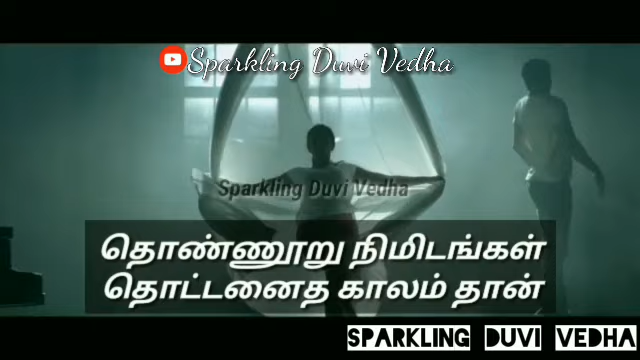 Sparkling Duvi Vedha
Sparkling Duvi Vedha
தொண்ணூறு நிமிடங்கள்
தொட்டனைத காலம் தான்
SPARKLING DUVI VEDHA